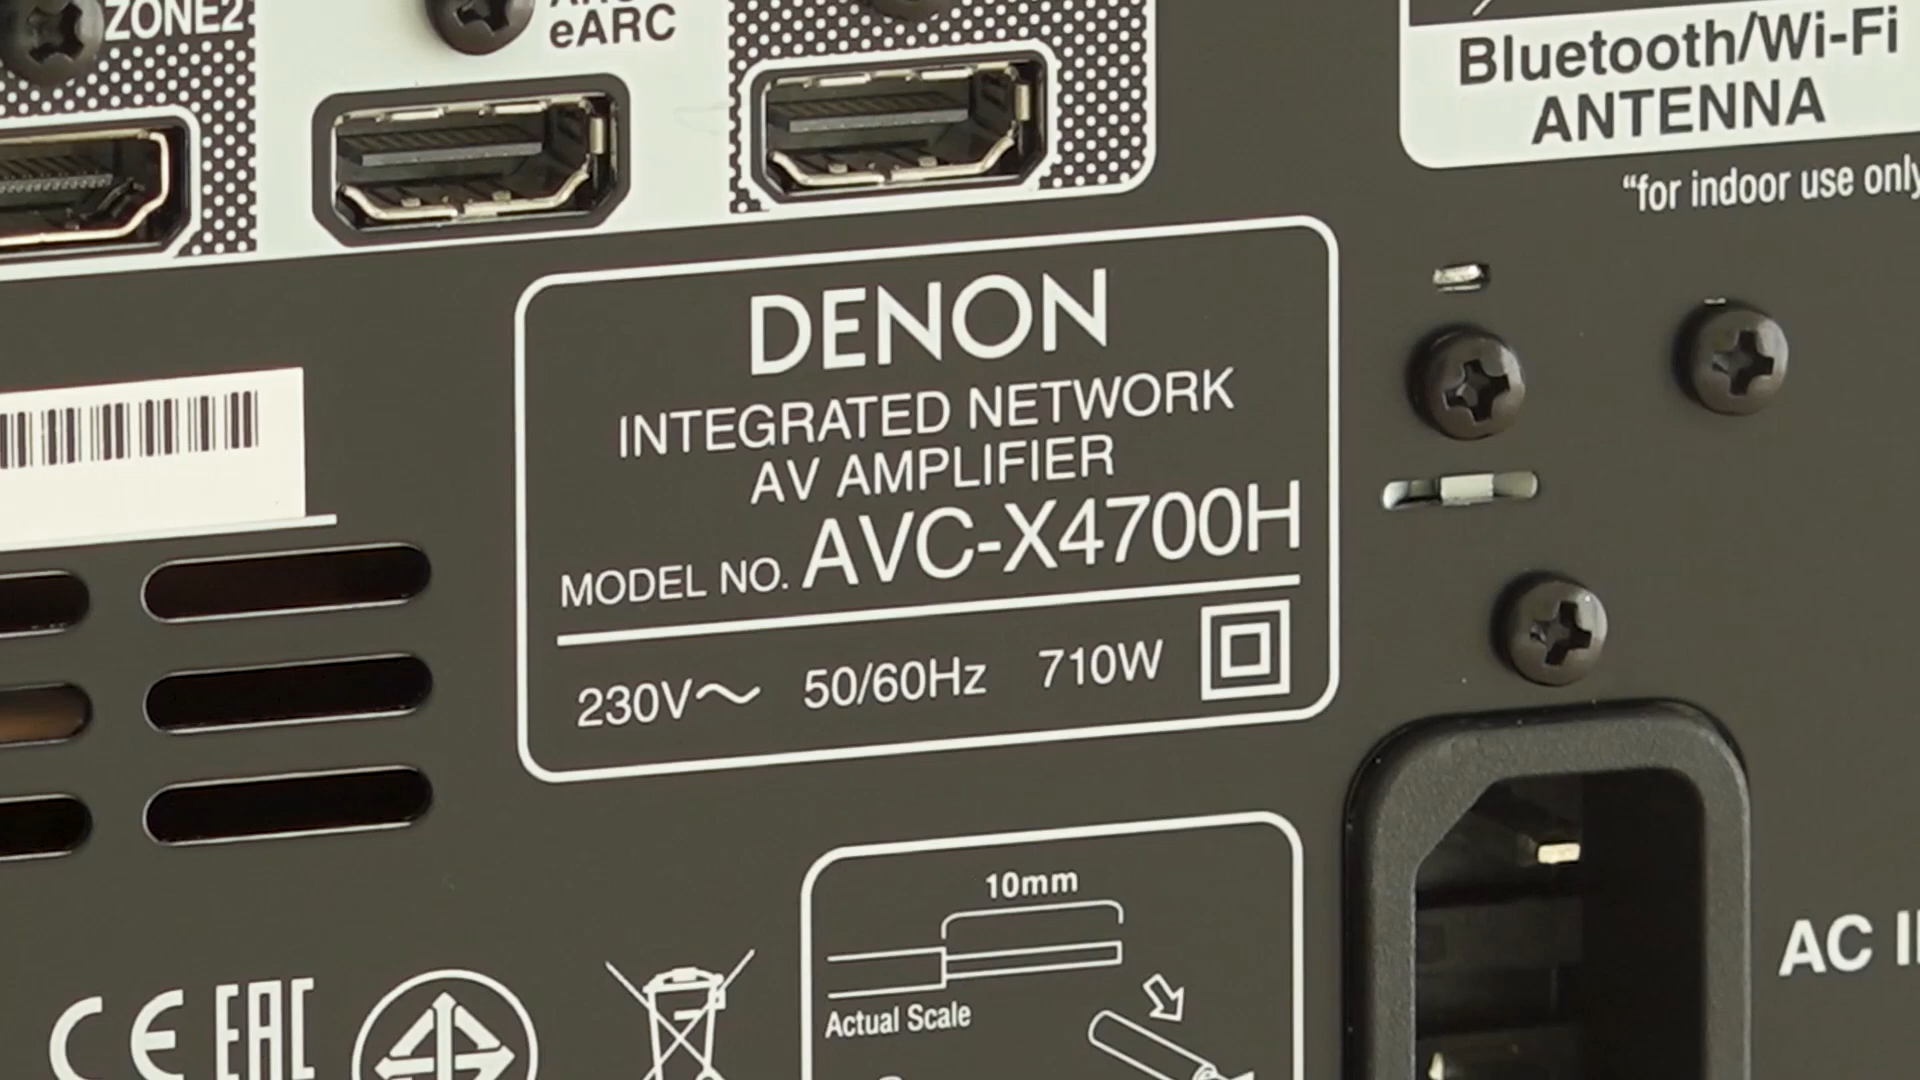 ZONE2
eARC
Bluetooth/Wi-Fi
ANTENNA
“for indoor use only
DENON
INTEGRATED NETWORK
AV AMPLIFIER
MODEL NO. AVC-X4700H
230V～ 50/60Hz 710W
10mm
Actual Scale
AC
CE EAC